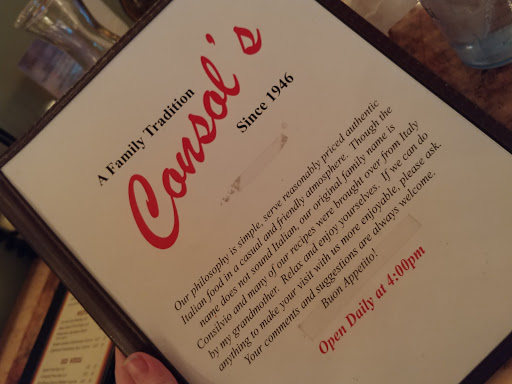 A Family Tradition
Consol's
Since 1946
Our philosophy is simple, serve reasonably priced authentic
Italian food in a casual and friendly atmosphere. Though the
name does not sound Italian, our original family name is
Consilvio and many of our recipes were brought over from Italy
by my grandmother. Relax and enjoy yourselves. If we can do
anything to make your visit with us more enjoyable, please ask.
Your comments and suggestions are always welcome.
Buon Appetito!
Open Daily at 4:00pm